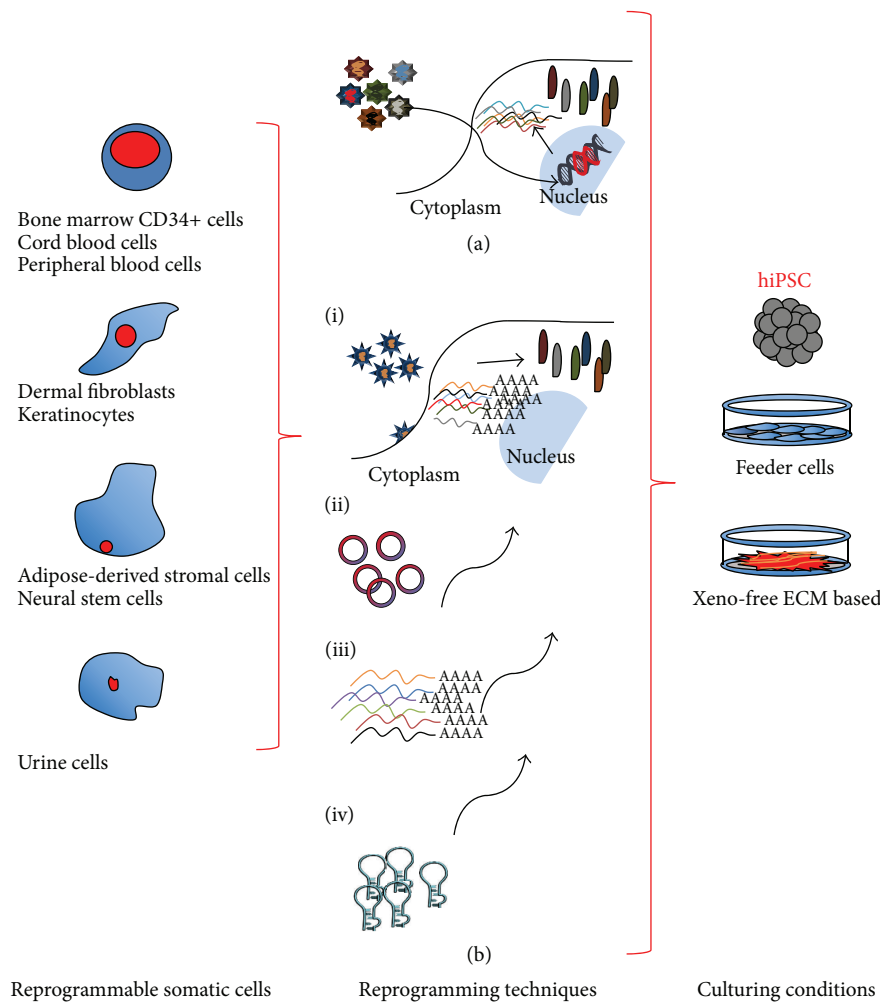 Bone marrow CD34+ cells
Cord blood cells
Peripheral blood cells
Dermal fibroblasts
Keratinocytes
Adipose-derived stromal cells
Neural stem cells
Urine cells
Reprogrammable somatic cells
Cytoplasm
Nucleus
(a)
(i)
AAAA
AAAA
AAAA
AAAA
AAAA
AAAA
Cytoplasm
Nucleus
(ii)
(iii)
AAAA
AAAA
AAAA
AAAA
AAAA
AAAA
(iv)
(b)
Reprogramming techniques
hiPSC
Feeder cells
Xeno-free ECM based
Culturing conditions